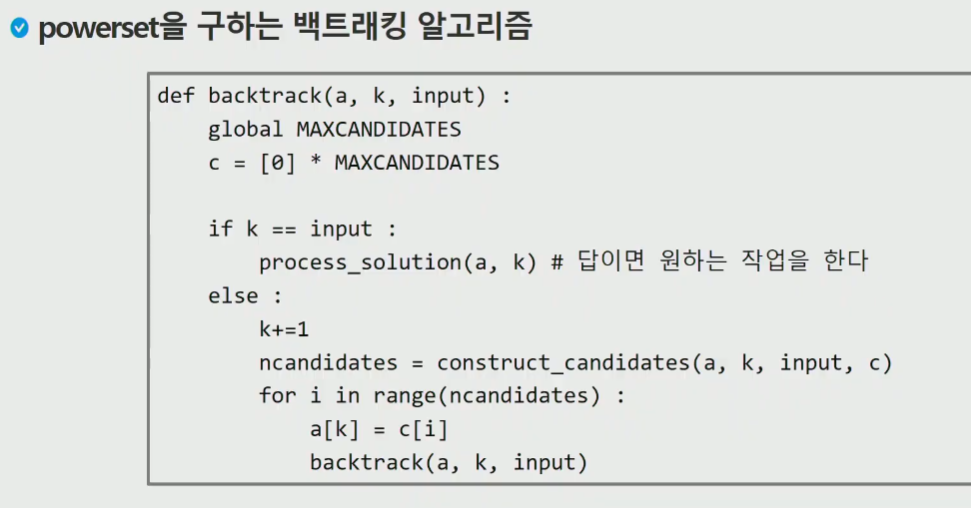 powerset을 구하는 백트래킹 알고리즘
def backtrack(a, k, input) :
    global MAXCANDIDATES
    c = [0] * MAXCANDIDATES
    if k == input :
        process_solution(a, k) # 답이면 원하는 작업을 한다
    else :
        k+=1
        ncandidates = construct_candidates(a, k, input, c)
        for i in range(ncandidates) :
            a[k] = c[i]
            backtrack(a, k, input)